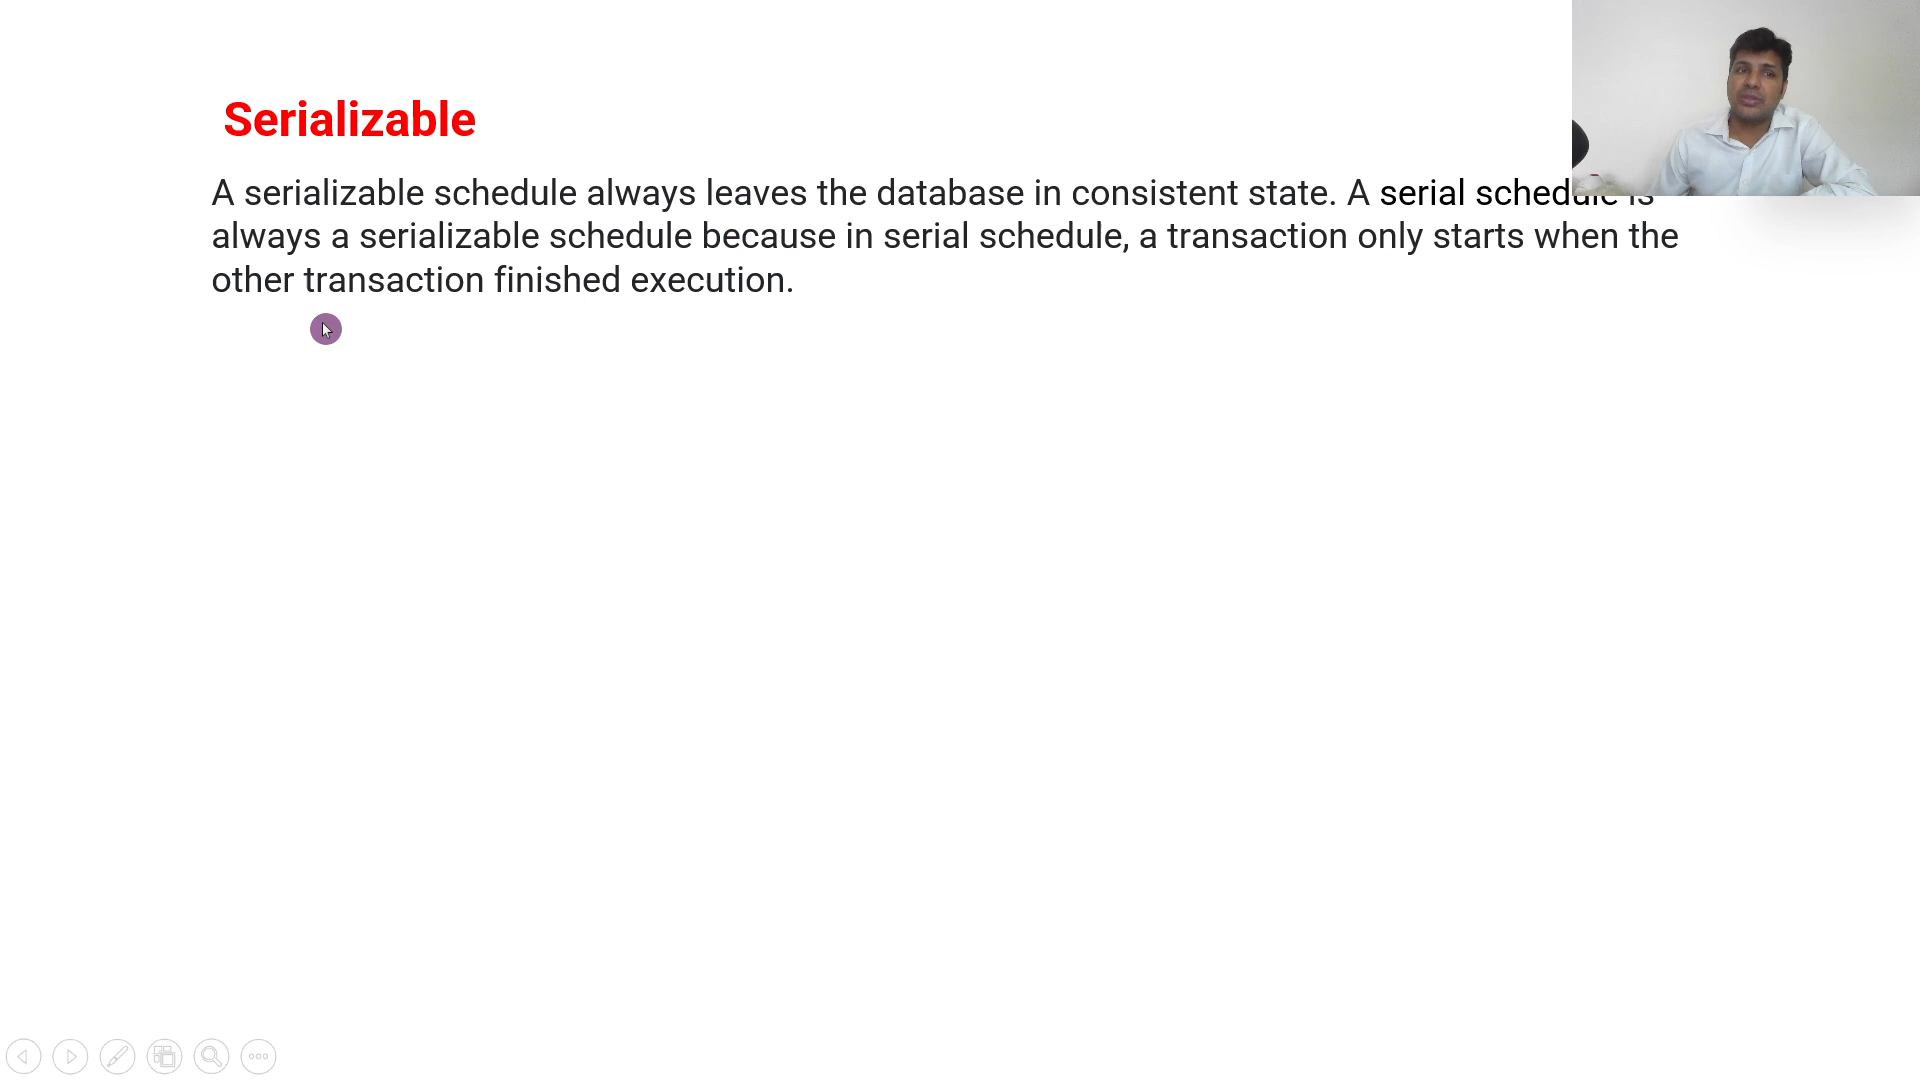 Serializable
A serializable schedule always leaves the database in consistent state. A serial schedule is
always a serializable schedule because in serial schedule, a transaction only starts when the
other transaction finished execution.